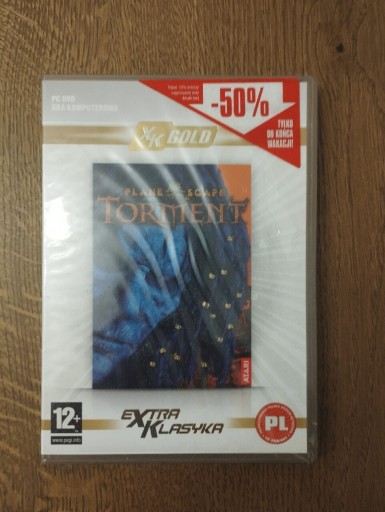 PC DVD
GRA KOMPUTEROWA
-50%
TYLKO
DO KOŃCA
WAKACJI!
XK GOLD
PLANESCAPE
TORMENT
ATARI
12+
www.pegi.info
EXTRA
KLASYKA
PL